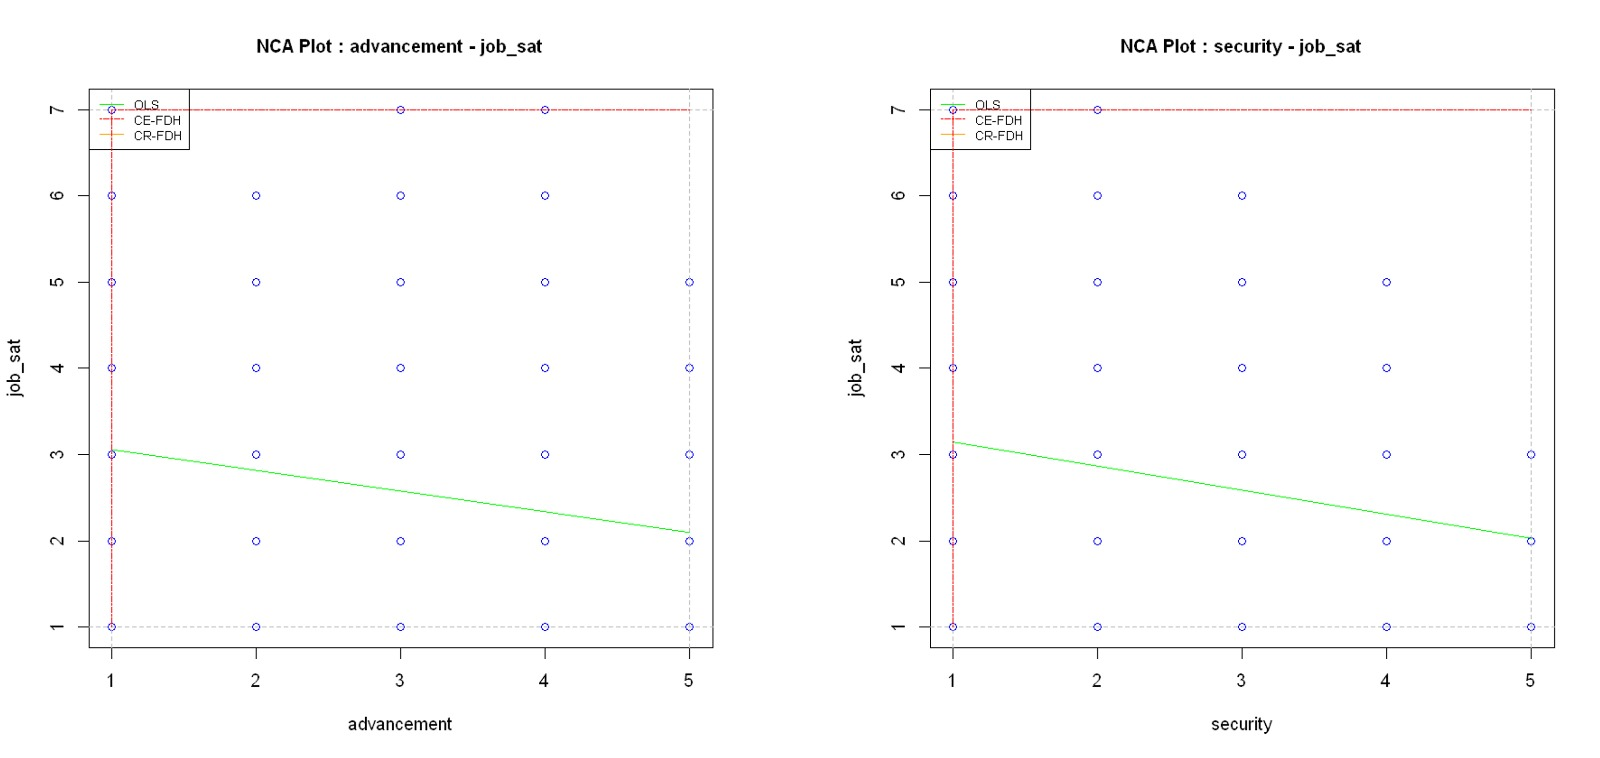 NCA Plot : advancement - job_sat
OLS
CE-FDH
CR-FDH
7
6
5
4
3
2
1
job_sat
1 2 3 4 5
advancement
NCA Plot : security - job_sat
OLS
CE-FDH
CR-FDH
7
6
5
4
3
2
1
job_sat
1 2 3 4 5
security